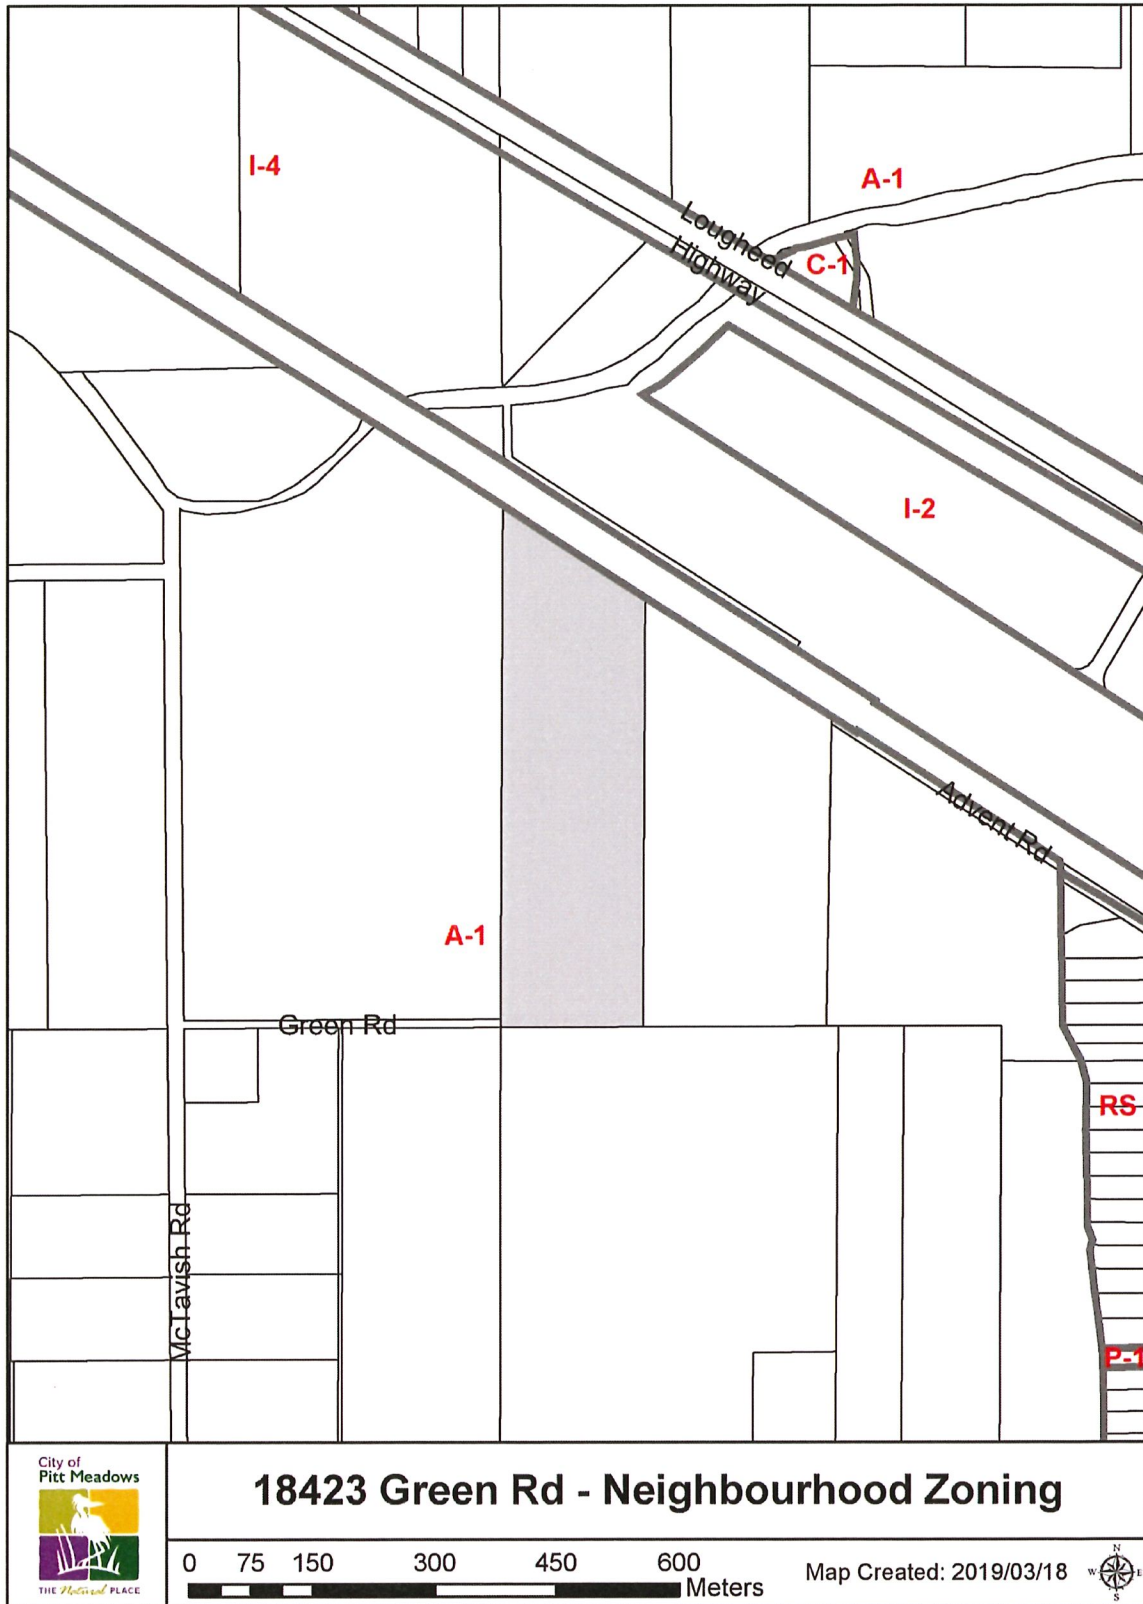 I-4
A-1
Lougheed
Highway
C-1
I-2
Advent Rd
A-1
Green Rd
RS
McTavish Rd
P-1
City of
Pitt Meadows
THE Natural PLACE
18423 Green Rd - Neighbourhood Zoning
0 75 150 300 450 600
Meters
Map Created: 2019/03/18
N
W E
S